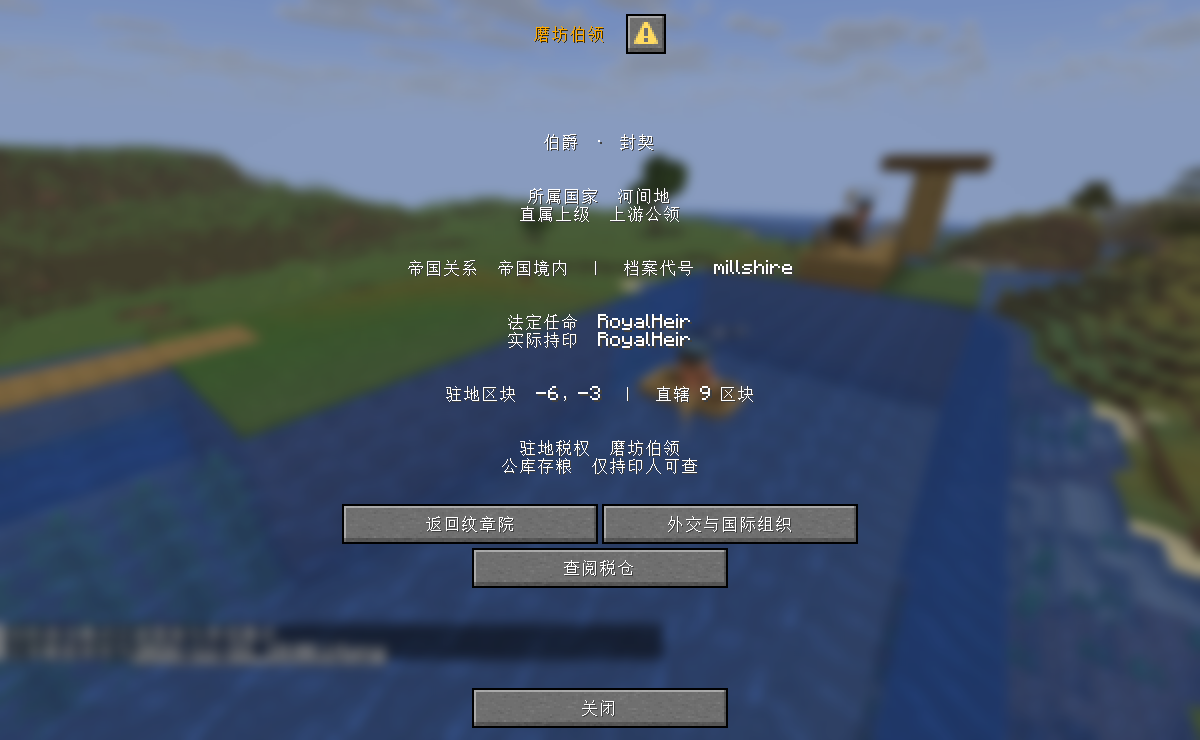 磨坊伯领
伯爵 · 封契
所属国家 河间地
直属上级 上游公领
帝国关系 帝国境内 | 档案代号 millshire
法定任命 RoyalHeir
实际持印 RoyalHeir
驻地区块 -6, -3 | 直辖 9 区块
驻地税权 磨坊伯领
公库存粮 仅持印人可查
返回纹章院 外交与国际组织
查阅税仓
关闭